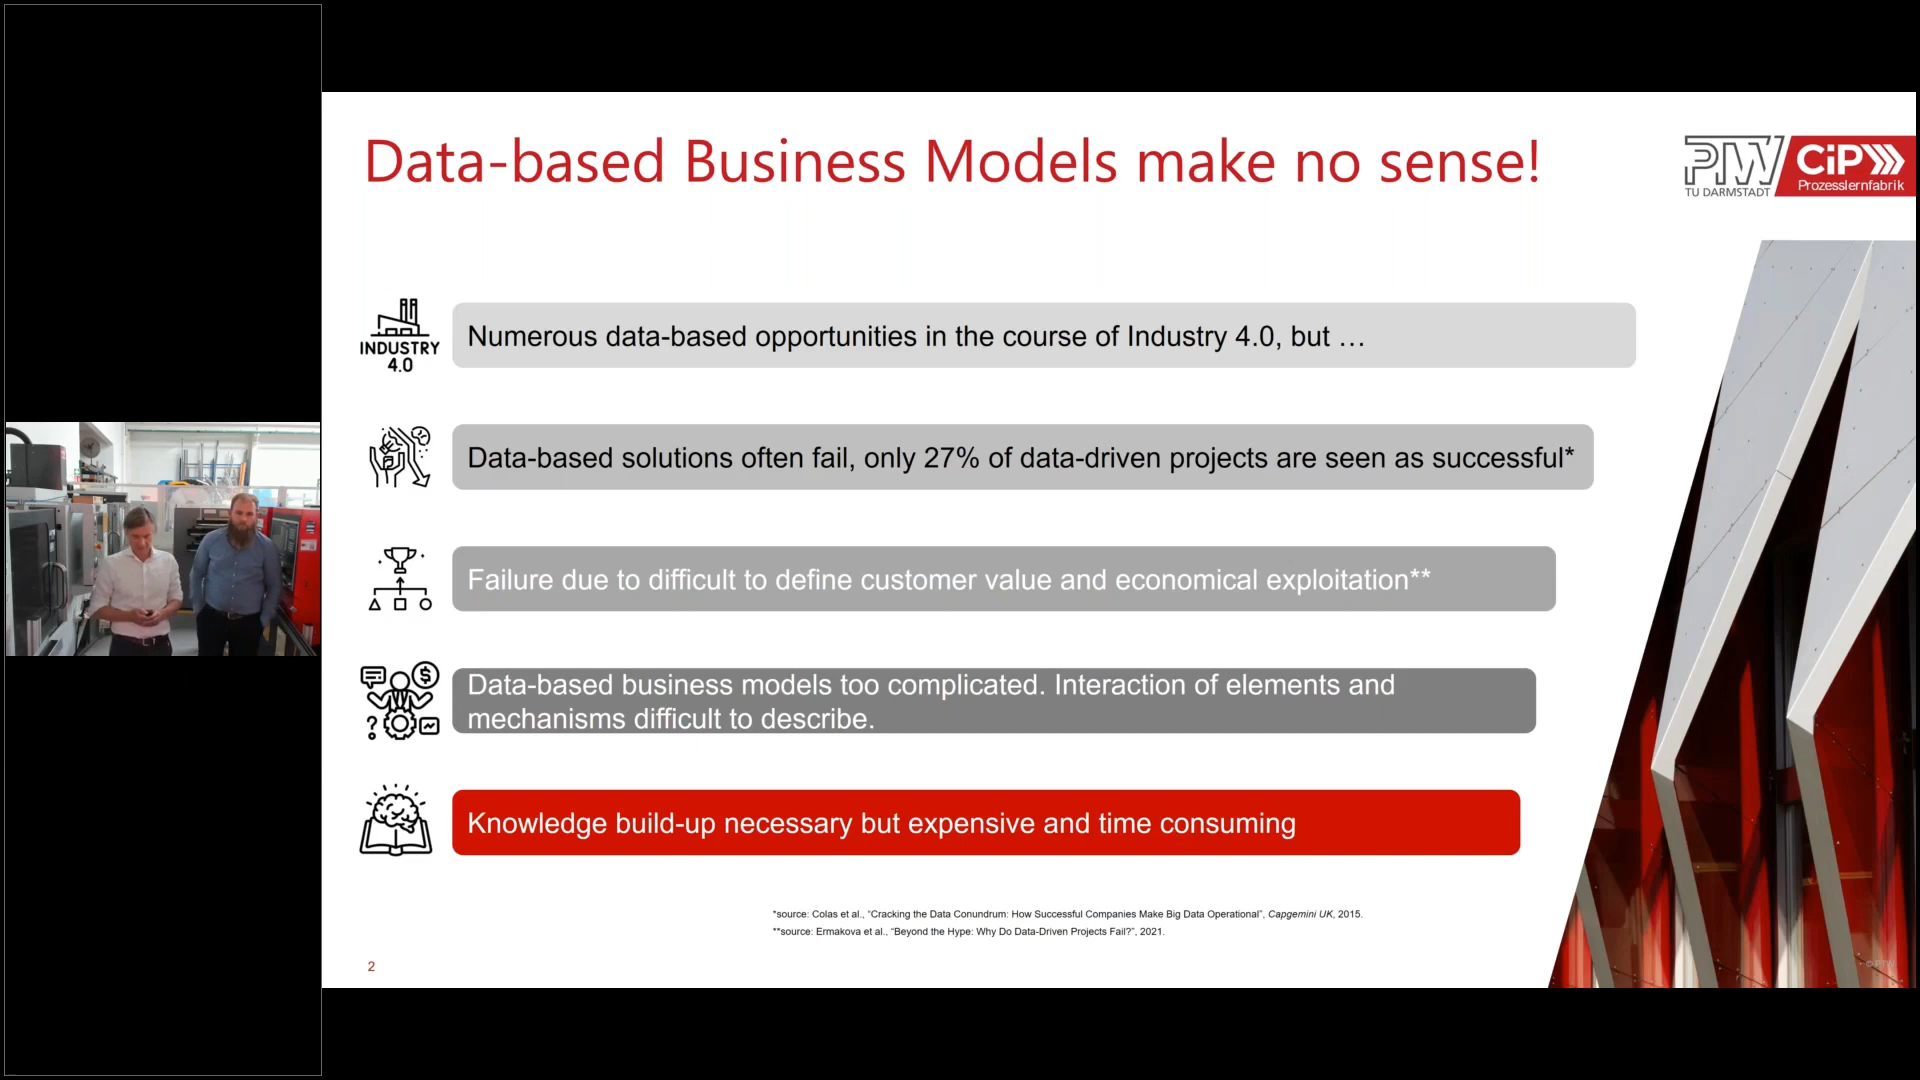 Data-based Business Models make no sense!
PTW
TU DARMSTADT
CiP
Prozesslernfabrik
INDUSTRY
4.0
Numerous data-based opportunities in the course of Industry 4.0, but …
Data-based solutions often fail, only 27% of data-driven projects are seen as successful*
Failure due to difficult to define customer value and economical exploitation**
Data-based business models too complicated. Interaction of elements and
mechanisms difficult to describe.
Knowledge build-up necessary but expensive and time consuming
*source: Colas et al., “Cracking the Data Conundrum: How Successful Companies Make Big Data Operational”, Capgemini UK, 2015.
**source: Ermakova et al., “Beyond the Hype: Why Do Data-Driven Projects Fail?”, 2021.
2
© PTW